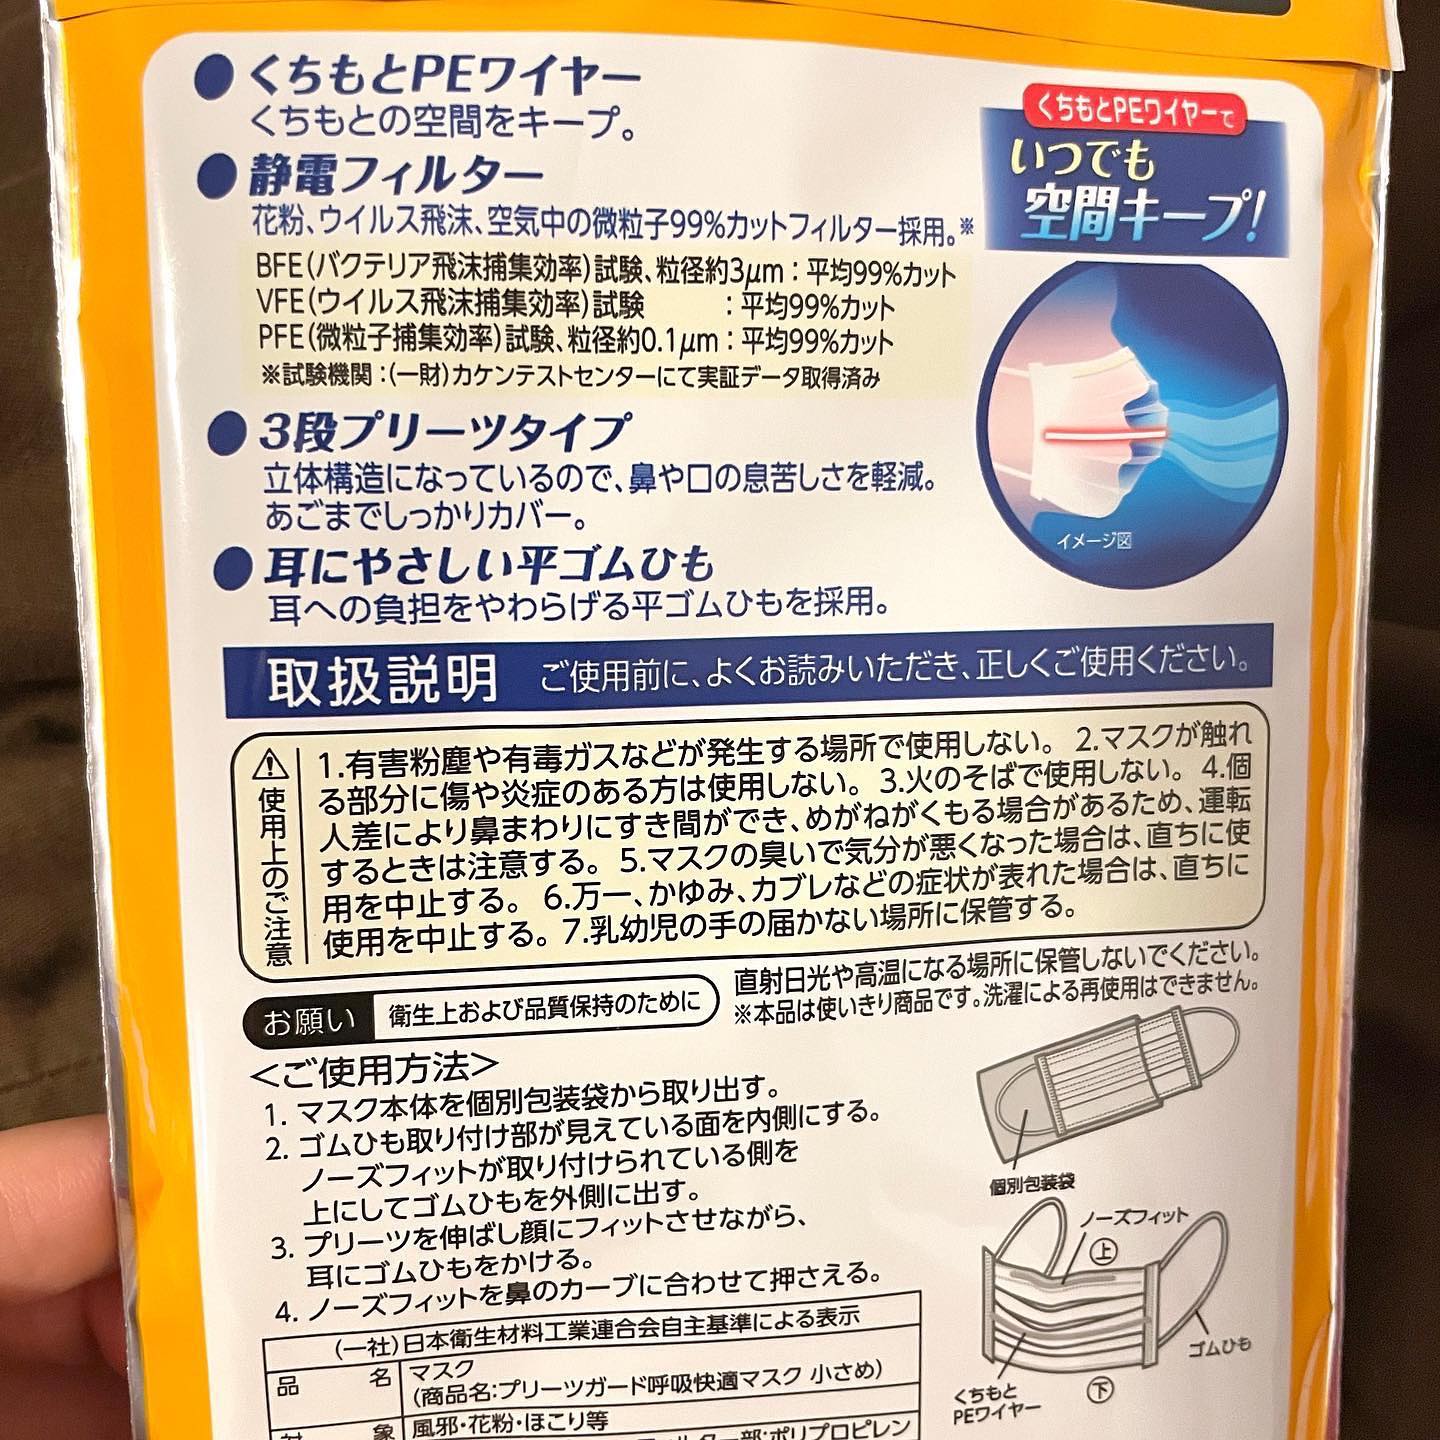 ●くちもとPEワイヤー
くちもとの空間をキープ。
●静電フィルター
花粉、ウイルス飛沫、空気中の微粒子99%カットフィルター採用。※
BFE(バクテリア飛沫捕集効率)試験、粒径約3μm:平均99%カット
VFE(ウイルス飛沫捕集効率)試験 :平均99%カット
PFE(微粒子捕集効率)試験、粒径約0.1μm:平均99%カット
※試験機関:(一財)カケンテストセンターにて実証データ取得済み
●3段プリーツタイプ
立体構造になっているので、鼻や口の息苦しさを軽減。
あごまでしっかりカバー。
●耳にやさしい平ゴムひも
耳への負担をやわらげる平ゴムひもを採用。
くちもとPEワイヤーで
いつでも
空間キープ!
イメージ図
取扱説明 ご使用前に、よくお読みいただき、正しくご使用ください。
使用上のご注意
1.有害粉塵や有毒ガスなどが発生する場所で使用しない。 2.マスクが触れ
る部分に傷や炎症のある方は使用しない。 3.火のそばで使用しない。 4.個
人差により鼻まわりにすき間ができ、めがねがくもる場合があるため、運転
するときは注意する。 5.マスクの臭いで気分が悪くなった場合は、直ちに使
用を中止する。 6.万一、かゆみ、カブレなどの症状が表れた場合は、直ちに
使用を中止する。7.乳幼児の手の届かない場所に保管する。
お願い 衛生上および品質保持のために
直射日光や高温になる場所に保管しないでください。
※本品は使いきり商品です。洗濯による再使用はできません。
<ご使用方法>
1. マスク本体を個別包装袋から取り出す。
2. ゴムひも取り付け部が見えている面を内側にする。
ノーズフィットが取り付けられている側を
上にしてゴムひもを外側に出す。
3. プリーツを伸ばし顔にフィットさせながら、
耳にゴムひもをかける。
4. ノーズフィットを鼻のカーブに合わせて押さえる。
個別包装袋
ノーズフィット
上
ゴムひも
くちもと
PEワイヤー
下
(一社)日本衛生材料工業連合会自主基準による表示
品 名 マスク
(商品名:プリーツガード呼吸快適マスク 小さめ)
対 象 風邪・花粉・ほこり等
フィルター部:ポリプロピレン